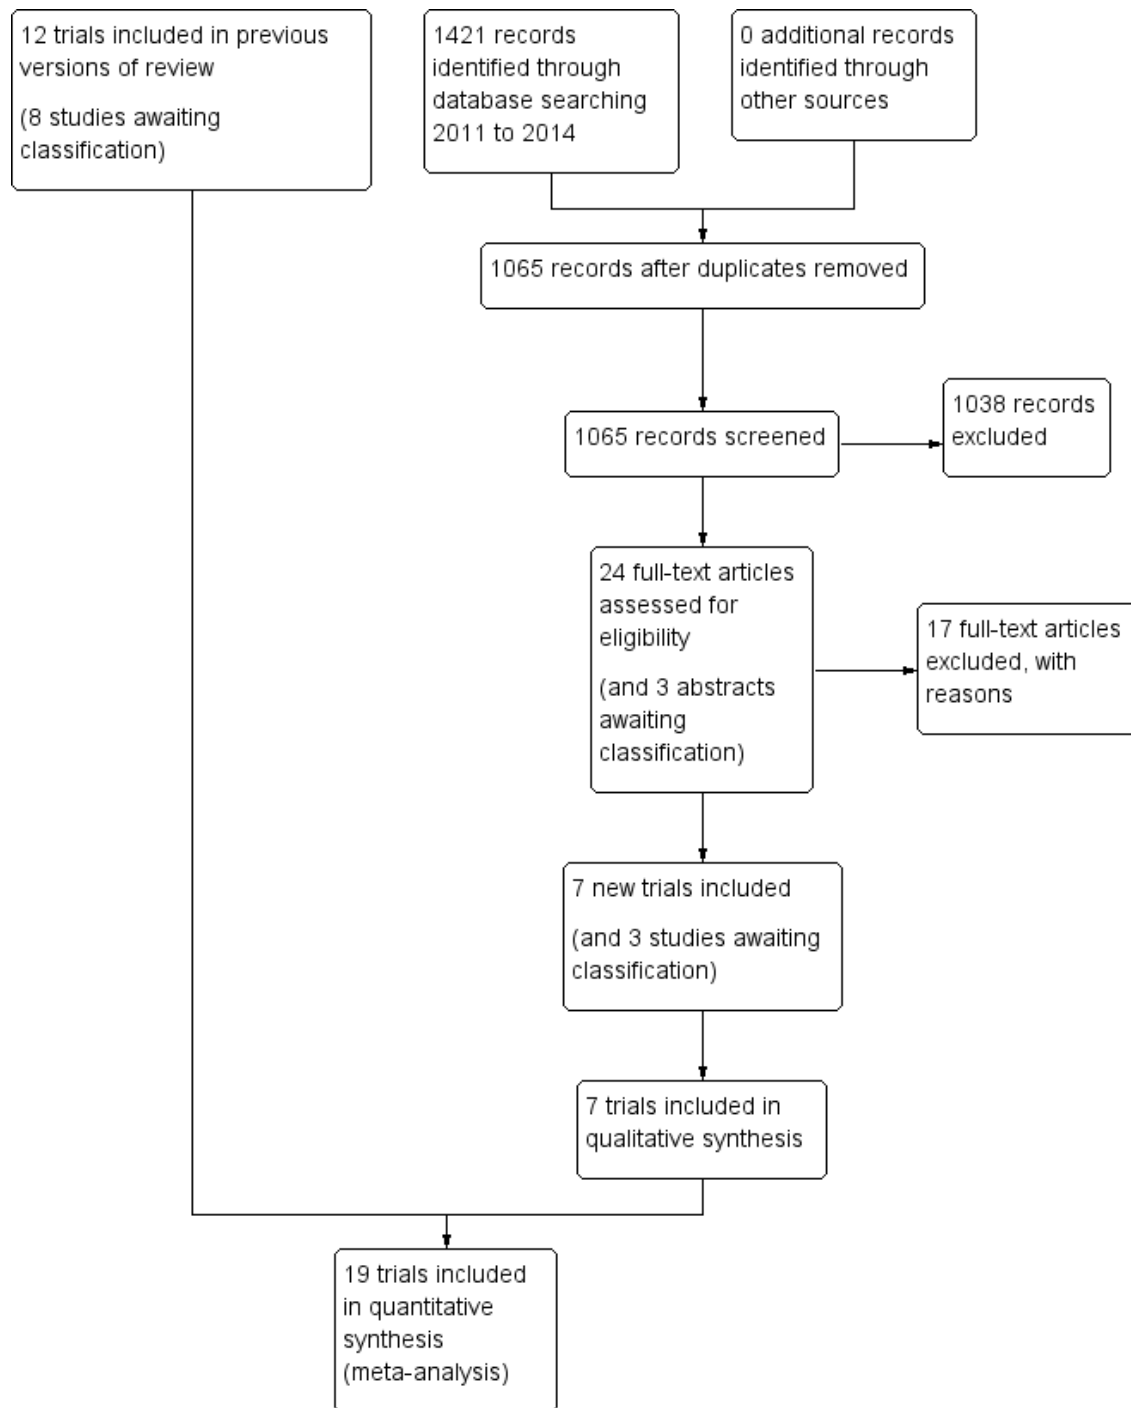 12 trials included in previous
versions of review
(8 studies awaiting
classification)
1421 records
identified through
database searching
2011 to 2014
0 additional records
identified through
other sources
1065 records after duplicates removed
1065 records screened
1038 records
excluded
24 full-text articles
assessed for
eligibility
(and 3 abstracts
awaiting
classification)
17 full-text articles
excluded, with
reasons
7 new trials included
(and 3 studies awaiting
classification)
7 trials included in
qualitative synthesis
19 trials included
in quantitative
synthesis
(meta-analysis)